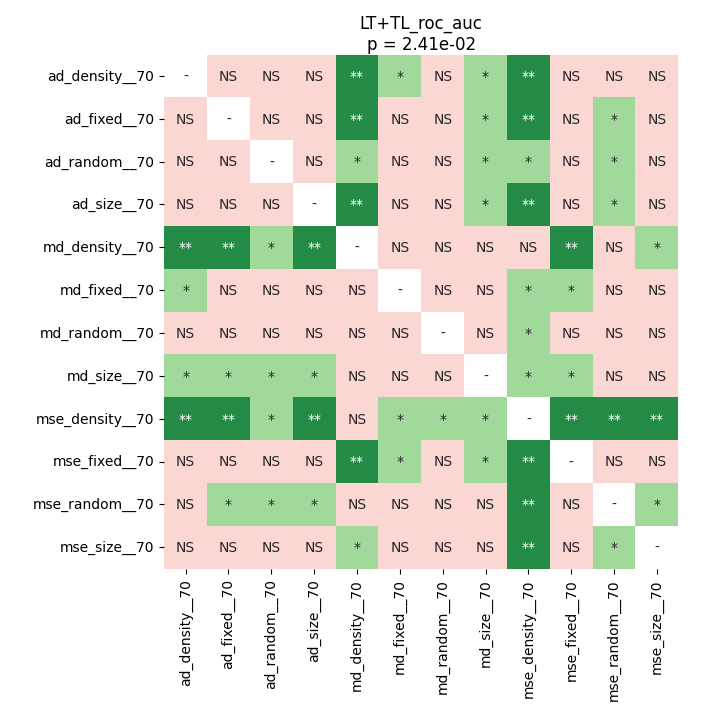 LT+TL_roc_auc
p = 2.41e-02
ad_density__70 - NS NS NS ** * NS * ** NS NS NS
ad_fixed__70 NS - NS NS ** NS NS * ** NS * NS
ad_random__70 NS NS - NS * NS NS * * NS * NS
ad_size__70 NS NS NS - ** NS NS * ** NS * NS
md_density__70 ** ** * ** - NS NS NS NS ** NS *
md_fixed__70 * NS NS NS NS - NS NS * * NS NS
md_random__70 NS NS NS NS NS NS - NS * NS NS NS
md_size__70 * * * * NS NS NS - * * NS NS
mse_density__70 ** ** * ** NS * * * - ** ** **
mse_fixed__70 NS NS NS NS ** * NS * ** - NS NS
mse_random__70 NS * * * NS NS NS NS ** NS - *
mse_size__70 NS NS NS NS * NS NS NS ** NS * -
ad_density__70
ad_fixed__70
ad_random__70
ad_size__70
md_density__70
md_fixed__70
md_random__70
md_size__70
mse_density__70
mse_fixed__70
mse_random__70
mse_size__70